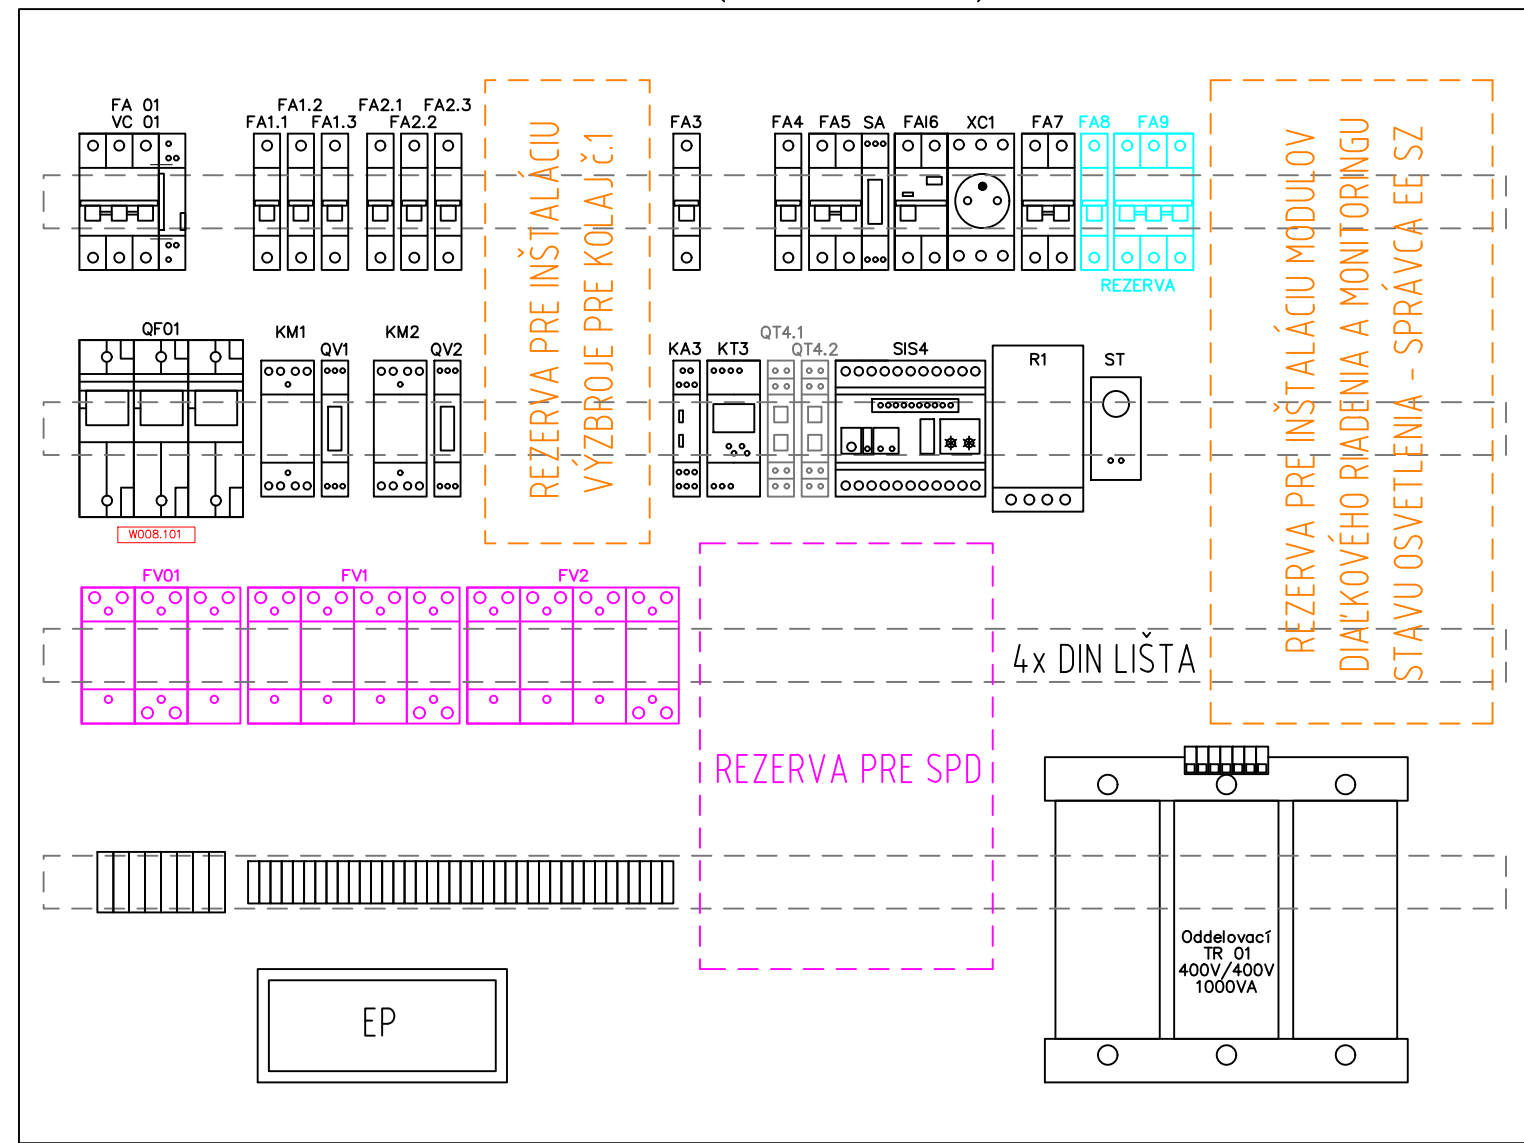 FA 01
VC 01
FA1.1
FA1.2
FA1.3
FA2.1
FA2.2
FA2.3
FA3
FA4
FA5
SA
FAI6
XC1
FA7
FA8
FA9
REZERVA
QF01
W008.101
KM1
QV1
KM2
QV2
REZERVA PRE INŠTALÁCIU
VÝZBROJE PRE KOLAJ č.1
KA3
KT3
QT4.1
QT4.2
SIS4
R1
ST
REZERVA PRE INŠTALÁCIU MODULOV
DIAĽKOVÉHO RIADENIA A MONITORINGU
STAVU OSVETLENIA - SPRÁVCA EE SZ
FV01
FV1
FV2
4x DIN LIŠTA
REZERVA PRE SPD
Oddelovací
TR 01
400V/400V
1000VA
EP